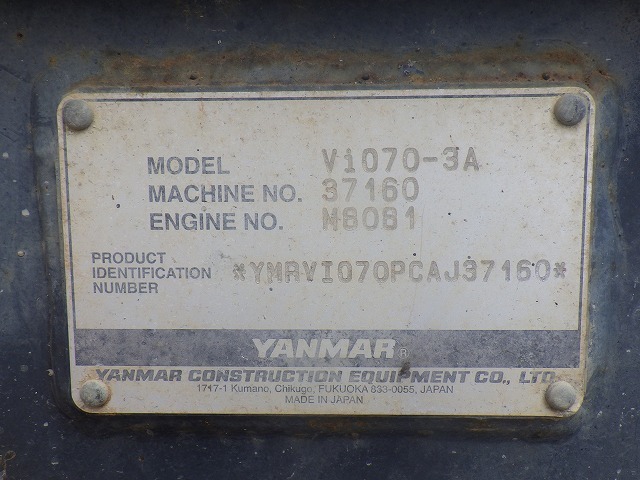 MODEL ViO70-3A
MACHINE NO. 37160
ENGINE NO. M8081
PRODUCT
IDENTIFICATION
NUMBER
*YMRVIO70PCAJ37160*
YANMAR®
YANMAR CONSTRUCTION EQUIPMENT CO., LTD.
1717-1 Kumano, Chikugo, FUKUOKA 833-0055, JAPAN
MADE IN JAPAN